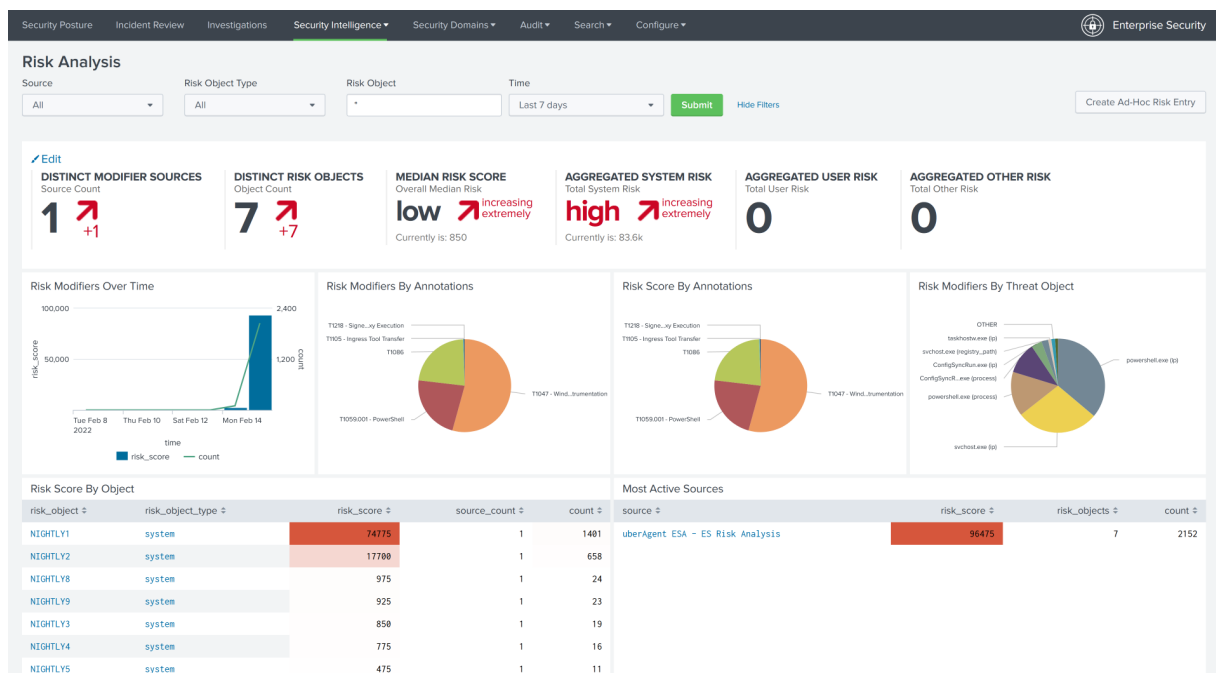 Security Posture Incident Review Investigations Security Intelligence Security Domains Audit Search Configure Enterprise Security
Risk Analysis
Source Risk Object Type Risk Object Time
All All * Last 7 days Submit Hide Filters Create Ad-Hoc Risk Entry
Edit
DISTINCT MODIFIER SOURCES
Source Count
1 +1
DISTINCT RISK OBJECTS
Object Count
7 +7
MEDIAN RISK SCORE
Overall Median Risk
low increasing
extremely
Currently is: 850
AGGREGATED SYSTEM RISK
Total System Risk
high increasing
extremely
Currently is: 83.6k
AGGREGATED USER RISK
Total User Risk
0
AGGREGATED OTHER RISK
Total Other Risk
0
Risk Modifiers Over Time
100,000 2,400
50,000 1,200
risk_score
count
Tue Feb 8 Thu Feb 10 Sat Feb 12 Mon Feb 14
2022
time
risk_score count
Risk Modifiers By Annotations
T1218 - Signe...xy Execution
T1105 - Ingress Tool Transfer
T1086
T1047 - Wind...trumentation
T1059.001 - PowerShell
Risk Score By Annotations
T1218 - Signe...xy Execution
T1105 - Ingress Tool Transfer
T1086
T1047 - Wind...trumentation
T1059.001 - PowerShell
Risk Modifiers By Threat Object
OTHER
taskhostw.exe (ip)
svchost.exe (registry_path)
ConfigSyncRun.exe (ip)
ConfigSyncR...exe (process)
powershell.exe (process)
powershell.exe (ip)
svchost.exe (ip)
Risk Score By Object
risk_object risk_object_type risk_score source_count count
NIGHTLY1 system 74775 1 1401
NIGHTLY2 system 17700 1 658
NIGHTLY8 system 975 1 24
NIGHTLY9 system 925 1 23
NIGHTLY3 system 850 1 19
NIGHTLY4 system 775 1 16
NIGHTLY5 system 475 1 11
Most Active Sources
source risk_score risk_objects count
uberAgent ESA - ES Risk Analysis 96475 7 2152